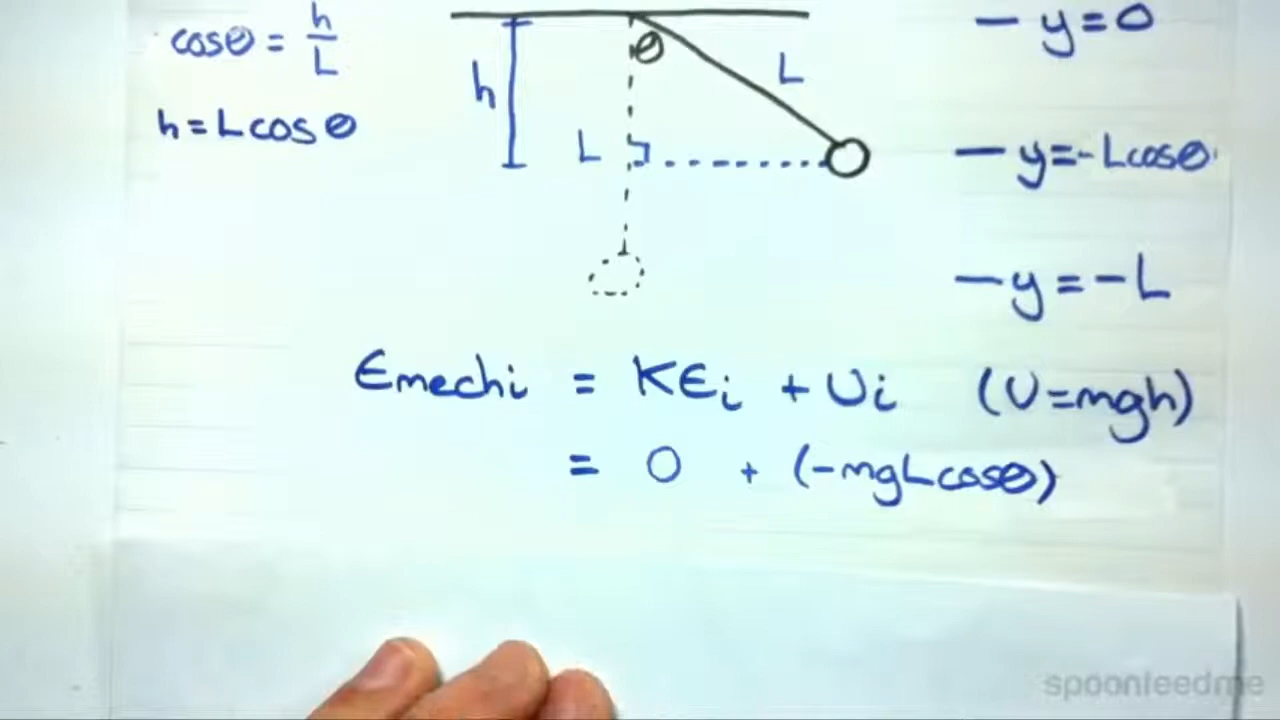 cosθ = h/L
h = Lcosθ
θ
h
L
L
— y=0
— y=-Lcosθ
— y=-L
Emechi = KEi + Ui (U=mgh)
= 0 + (-mgLcosθ)
spoonfeedme